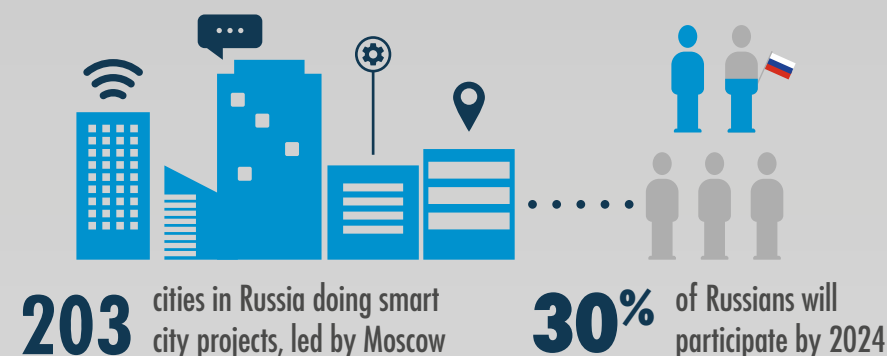 203
cities in Russia doing smart
city projects, led by Moscow
30%
of Russians will
participate by 2024